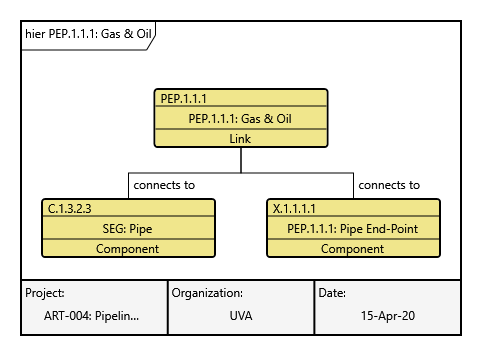 hier PEP.1.1.1: Gas & Oil
PEP.1.1.1
PEP.1.1.1: Gas & Oil
Link
connects to connects to
C.1.3.2.3 X.1.1.1.1
SEG: Pipe PEP.1.1.1: Pipe End-Point
Component Component
Project: Organization: Date:
ART-004: Pipelin... UVA 15-Apr-20